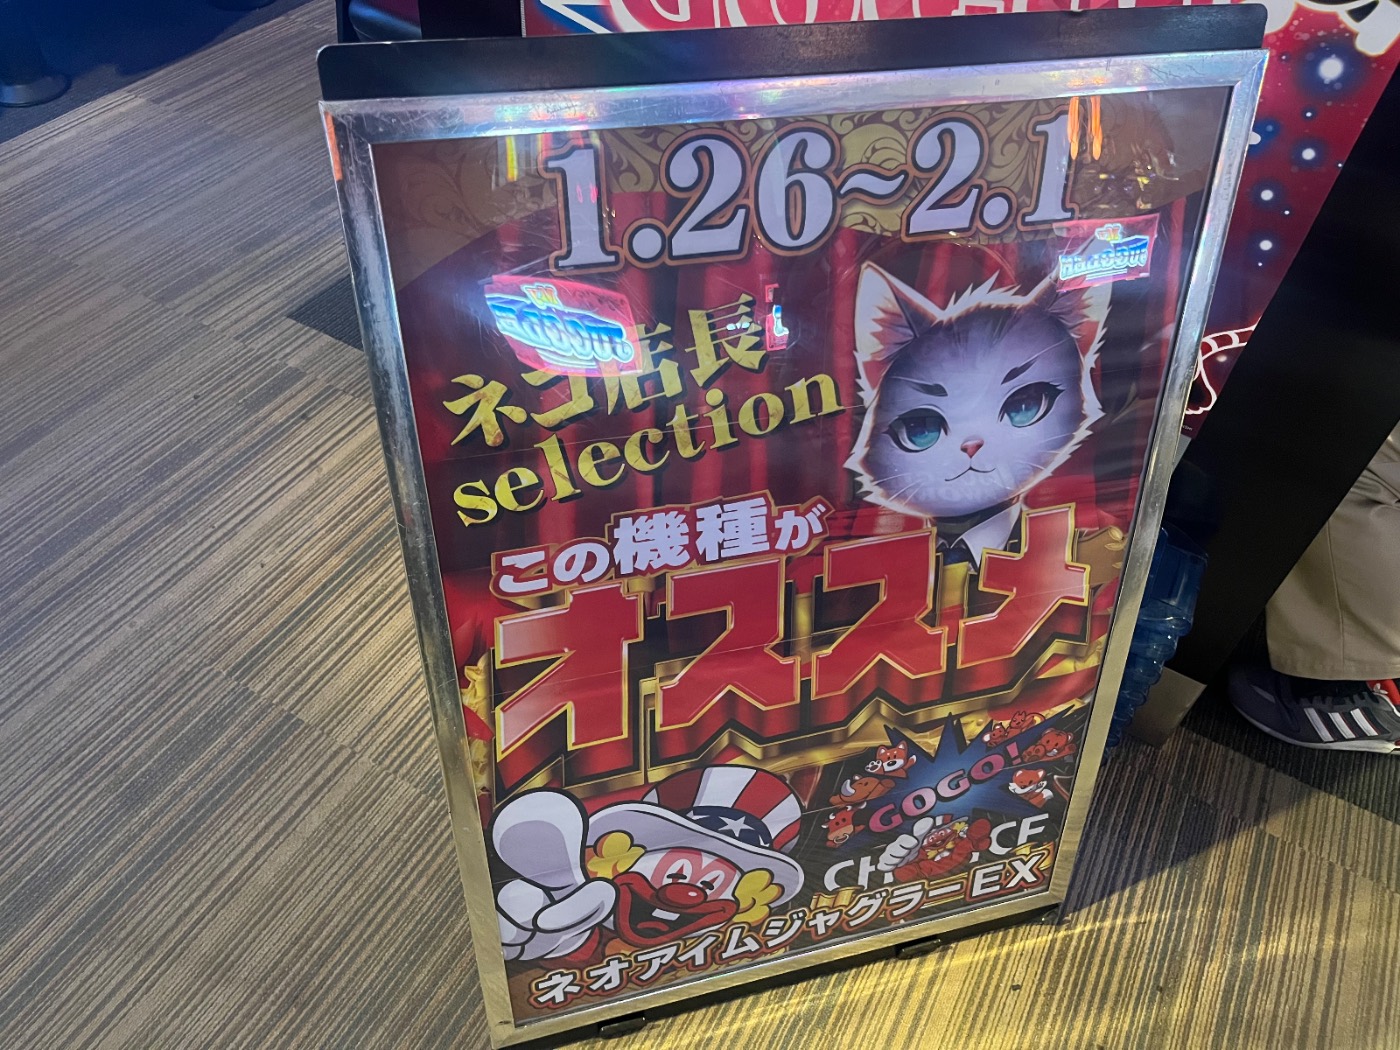 1.26~2.1
ネコ店長
selection
この機種が
オススメ
GOGO!
ネオアイムジャグラーEX